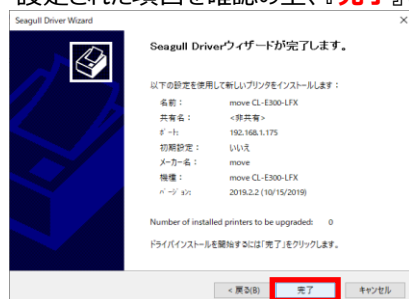 設定された項目を確認の上、『完了』
Seagull Driver Wizard
Seagull Driverウィザードが完了します。
以下の設定を使用して新しいプリンタをインストールします：
名前： move CL-E300-LFX
共有名： <非共有>
ﾎﾟｰﾄ: 192.168.1.175
初期設定： いいえ
メーカー名： move
機種： move CL-E300-LFX
ﾊﾞｰｼﾞｮﾝ: 2019.2.2 (10/15/2019)
Number of installed printers to be upgraded: 0
ドライバインストールを開始するには「完了」をクリックします。
< 戻る(B) 完了 キャンセル